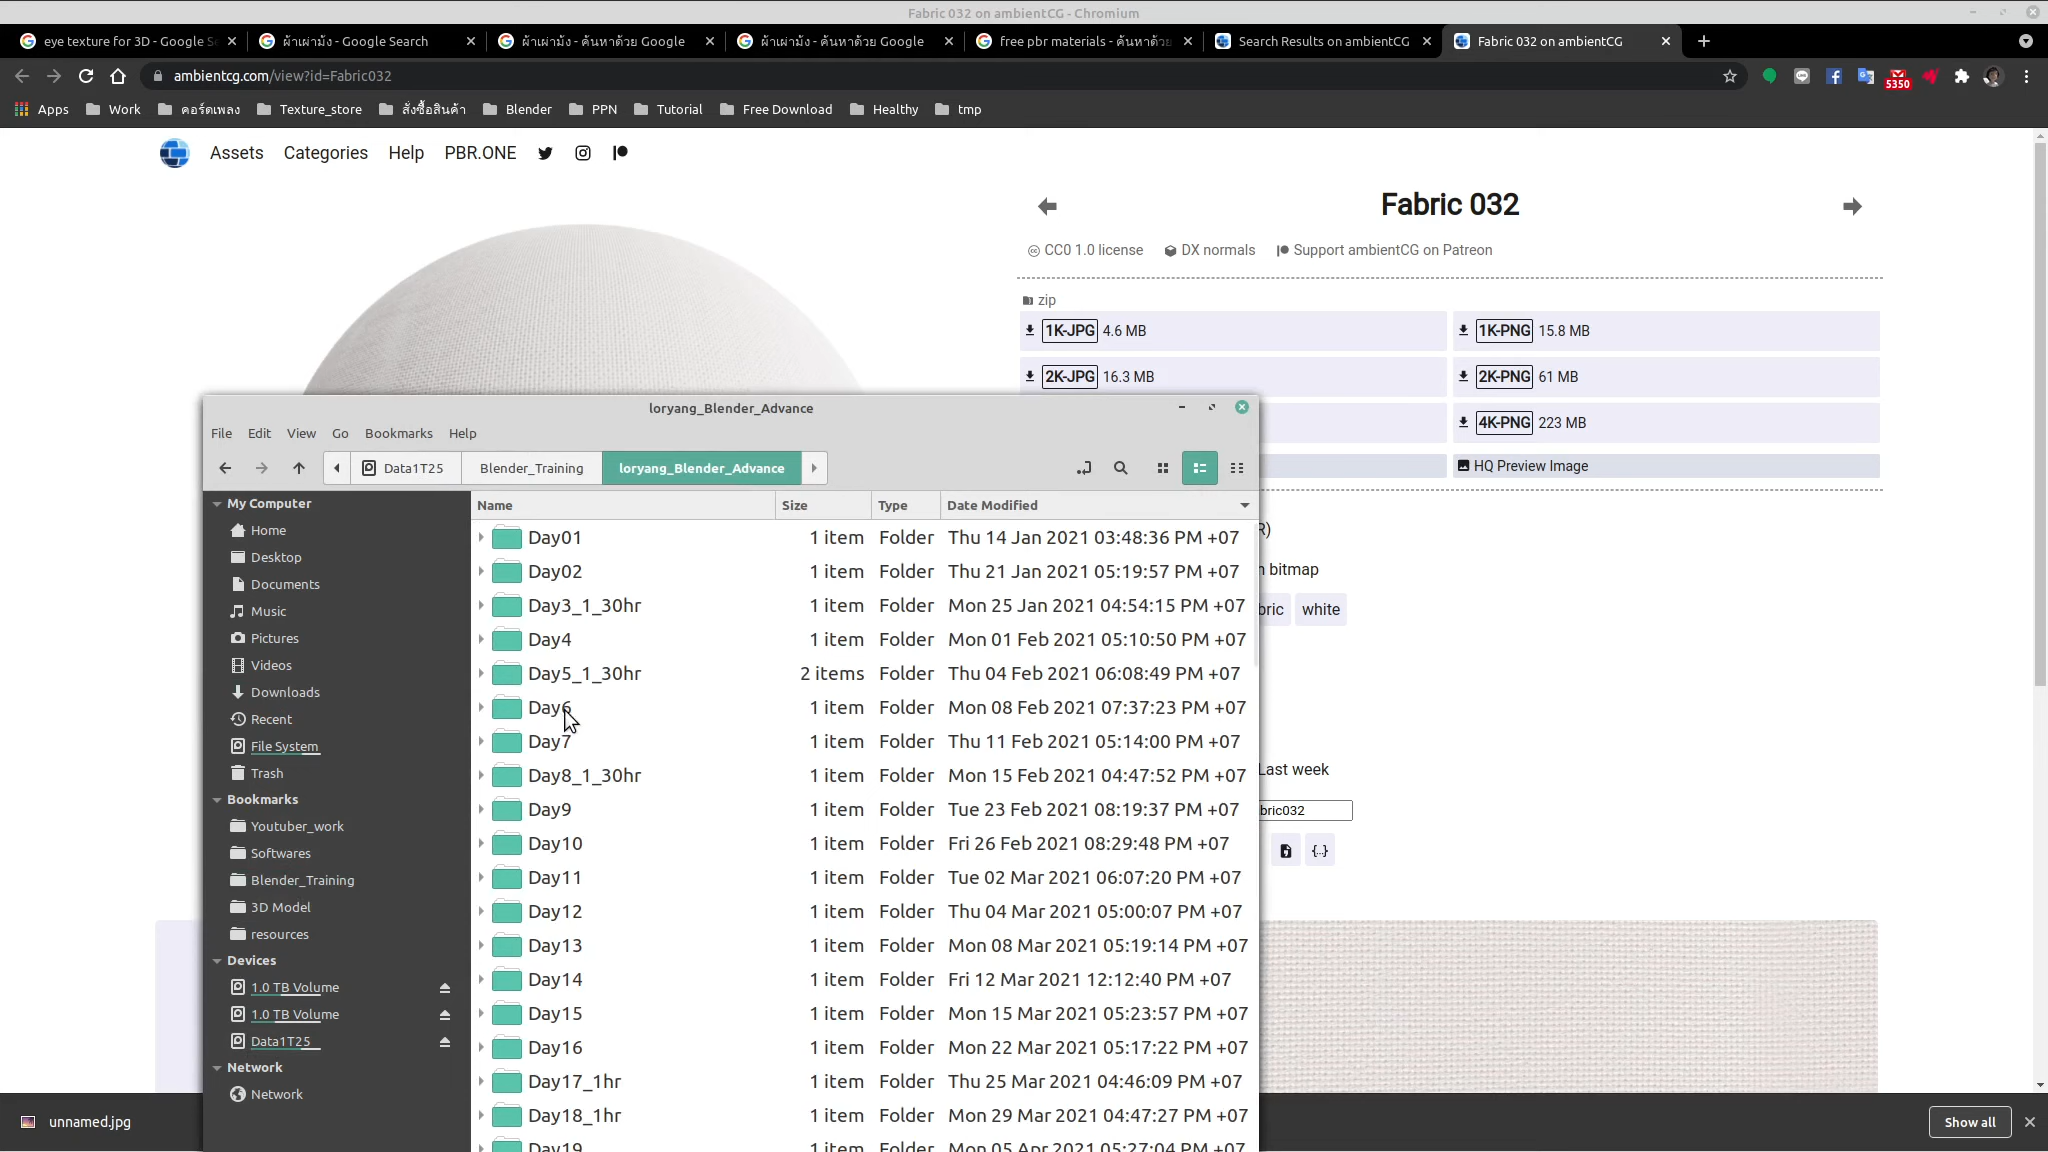 Fabric 032 on ambientCG - Chromium
eye texture for 3D - Google Se
ผ้าเผ่าม้ง - Google Search
ผ้าเผ่าม้ง - ค้นหาด้วย Google
ผ้าเผ่าม้ง - ค้นหาด้วย Google
free pbr materials - ค้นหาด้วย
Search Results on ambientCG
Fabric 032 on ambientCG
ambientcg.com/view?id=Fabric032
5350
Apps
Work
คอร์ดเพลง
Texture_store
สั่งซื้อสินค้า
Blender
PPN
Tutorial
Free Download
Healthy
tmp
Assets
Categories
Help
PBR.ONE
Fabric 032
CC0 1.0 license
DX normals
Support ambientCG on Patreon
zip
1K-JPG 4.6 MB
1K-PNG 15.8 MB
2K-JPG 16.3 MB
2K-PNG 61 MB
4K-PNG 223 MB
HQ Preview Image
R)
bitmap
bric
white
Last week
bric032
{..}
loryang_Blender_Advance
File Edit View Go Bookmarks Help
Data1T25
Blender_Training
loryang_Blender_Advance
My Computer
Home
Desktop
Documents
Music
Pictures
Videos
Downloads
Recent
File System
Trash
Bookmarks
Youtuber_work
Softwares
Blender_Training
3D Model
resources
Devices
1.0 TB Volume
1.0 TB Volume
Data1T25
Network
Network
Name Size Type Date Modified
Day01 1 item Folder Thu 14 Jan 2021 03:48:36 PM +07
Day02 1 item Folder Thu 21 Jan 2021 05:19:57 PM +07
Day3_1_30hr 1 item Folder Mon 25 Jan 2021 04:54:15 PM +07
Day4 1 item Folder Mon 01 Feb 2021 05:10:50 PM +07
Day5_1_30hr 2 items Folder Thu 04 Feb 2021 06:08:49 PM +07
Day6 1 item Folder Mon 08 Feb 2021 07:37:23 PM +07
Day7 1 item Folder Thu 11 Feb 2021 05:14:00 PM +07
Day8_1_30hr 1 item Folder Mon 15 Feb 2021 04:47:52 PM +07
Day9 1 item Folder Tue 23 Feb 2021 08:19:37 PM +07
Day10 1 item Folder Fri 26 Feb 2021 08:29:48 PM +07
Day11 1 item Folder Tue 02 Mar 2021 06:07:20 PM +07
Day12 1 item Folder Thu 04 Mar 2021 05:00:07 PM +07
Day13 1 item Folder Mon 08 Mar 2021 05:19:14 PM +07
Day14 1 item Folder Fri 12 Mar 2021 12:12:40 PM +07
Day15 1 item Folder Mon 15 Mar 2021 05:23:57 PM +07
Day16 1 item Folder Mon 22 Mar 2021 05:17:22 PM +07
Day17_1hr 1 item Folder Thu 25 Mar 2021 04:46:09 PM +07
Day18_1hr 1 item Folder Mon 29 Mar 2021 04:47:27 PM +07
Day19 1 item Folder Mon 05 Apr 2021 05:27:04 PM +07
unnamed.jpg
Show all